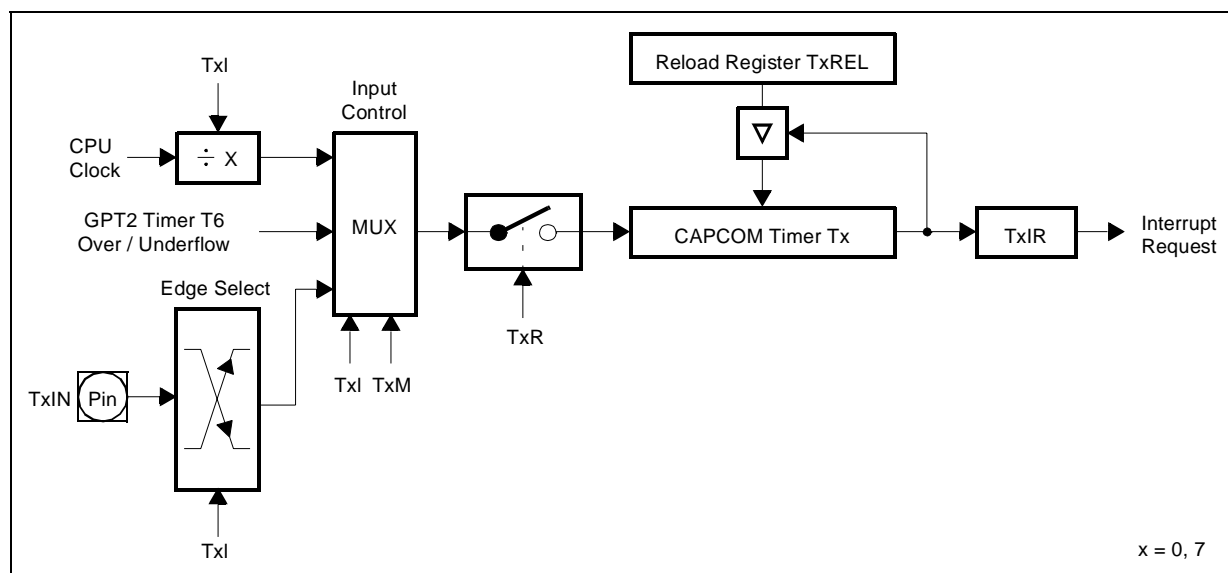 Reload Register TxREL
TxI
Input
Control
CPU
Clock
÷ X
GPT2 Timer T6
Over / Underflow
MUX
CAPCOM Timer Tx
TxIR
Interrupt
Request
Edge Select
TxR
TxI TxM
TxIN
Pin
TxI
x = 0, 7